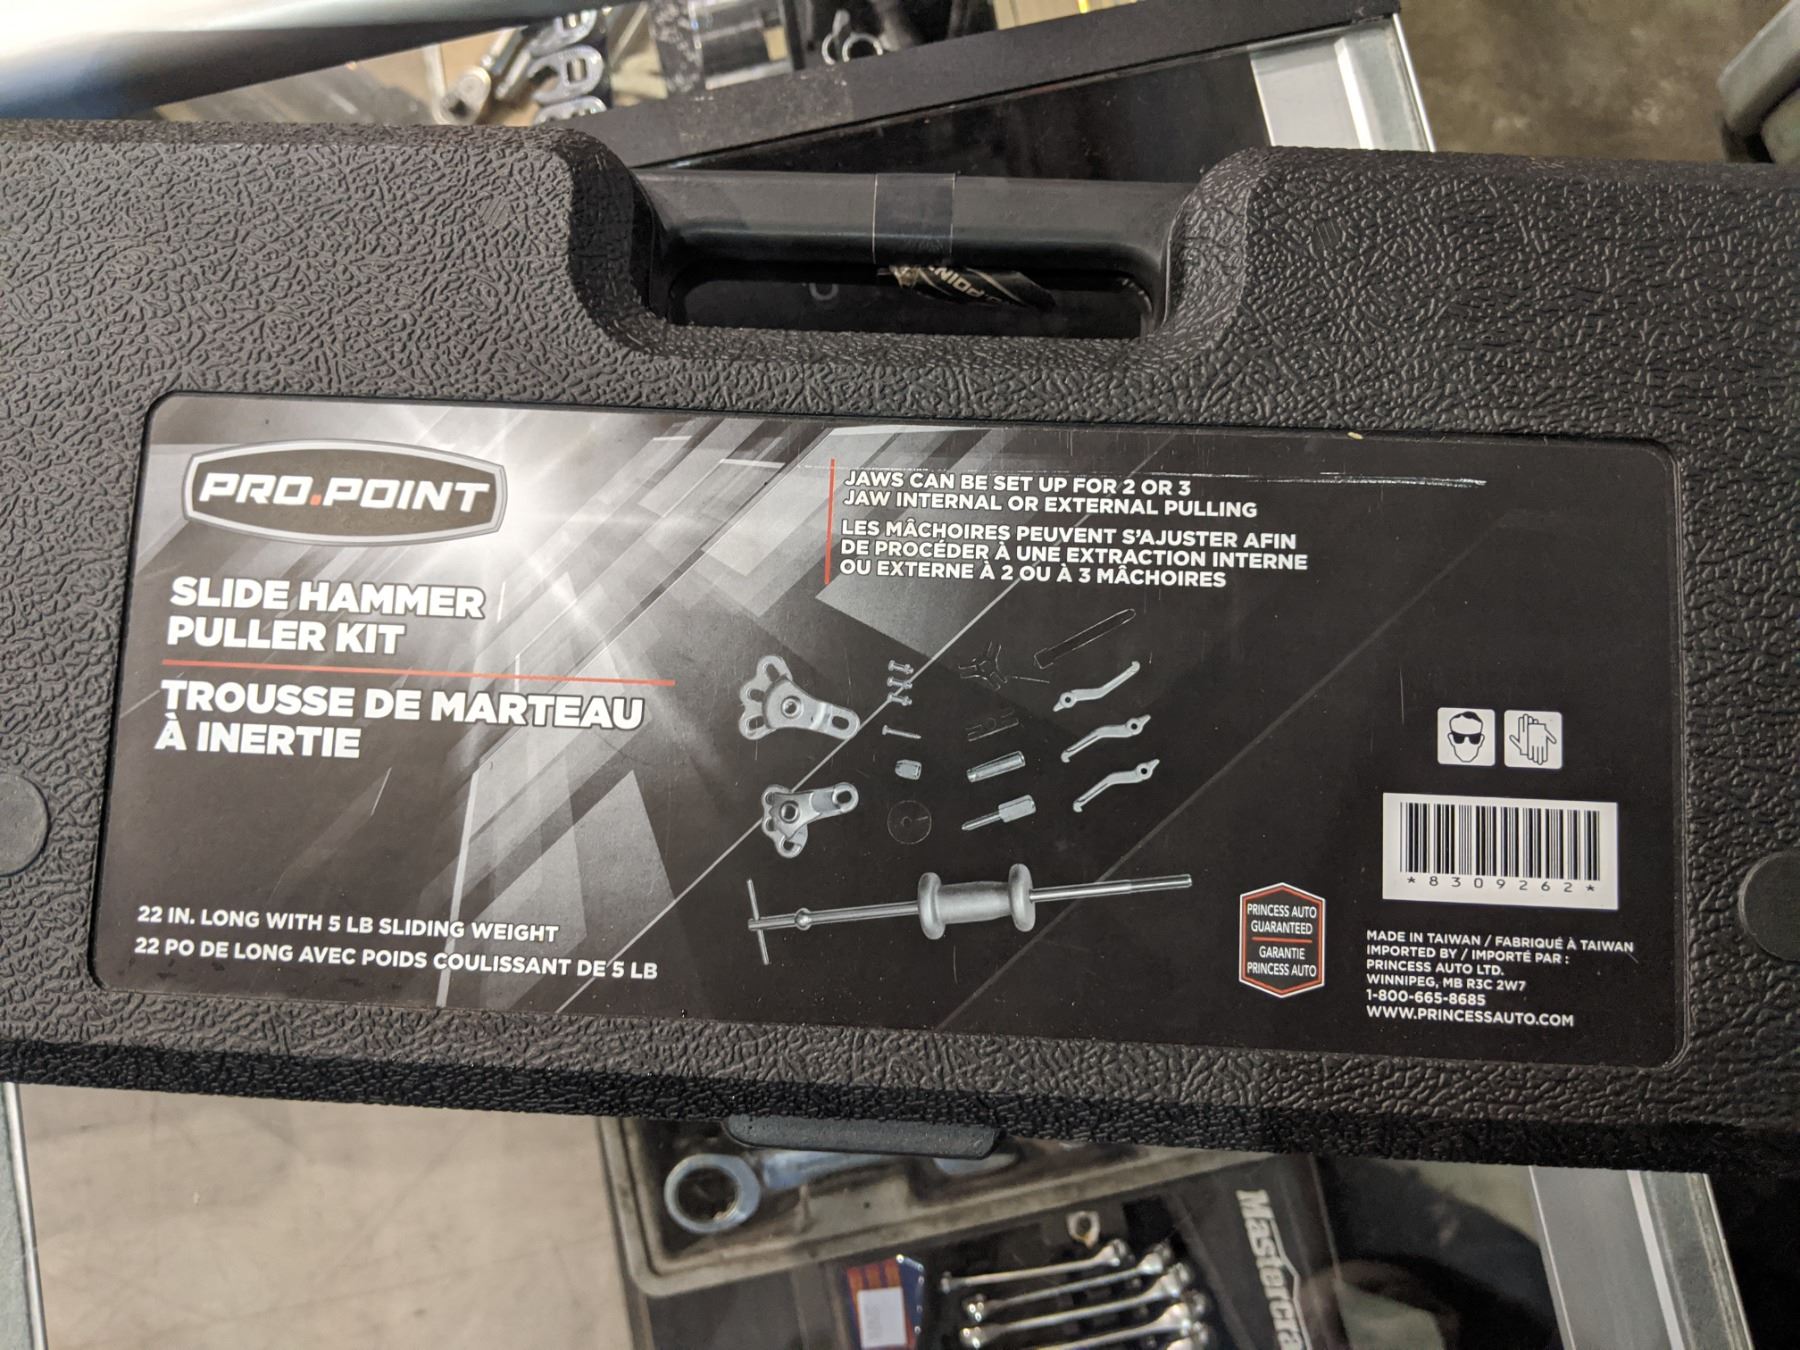 PRO.POINT
SLIDE HAMMER
PULLER KIT
TROUSSE DE MARTEAU
À INERTIE
22 IN. LONG WITH 5 LB SLIDING WEIGHT
22 PO DE LONG AVEC POIDS COULISSANT DE 5 LB
JAWS CAN BE SET UP FOR 2 OR 3
JAW INTERNAL OR EXTERNAL PULLING
LES MÂCHOIRES PEUVENT S'AJUSTER AFIN
DE PROCÉDER À UNE EXTRACTION INTERNE
OU EXTERNE À 2 OU À 3 MÂCHOIRES
*8309262*
PRINCESS AUTO
GUARANTEED
GARANTIE
PRINCESS AUTO
MADE IN TAIWAN / FABRIQUÉ À TAIWAN
IMPORTED BY / IMPORTÉ PAR :
PRINCESS AUTO LTD.
WINNIPEG, MB R3C 2W7
1-800-665-8685
WWW.PRINCESSAUTO.COM
Mastercra